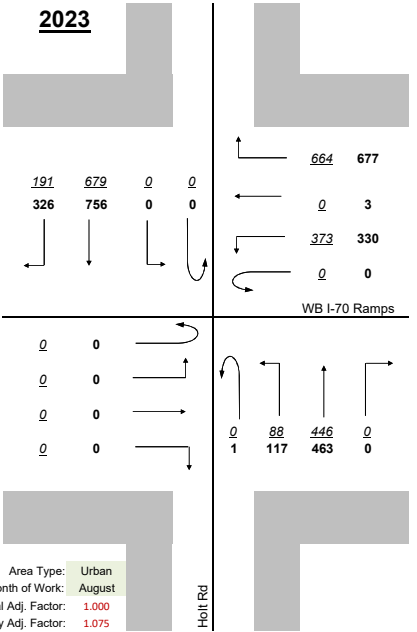 2023
664 677
191 679 0 0
326 756 0 0
0 3
373 330
0 0
WB I-70 Ramps
0 0
0 0
0 0
0 0
0 88 446 0
1 117 463 0
Area Type: Urban
onth of Work: August
al Adj. Factor: 1.000
y Adj. Factor: 1.075
Holt Rd